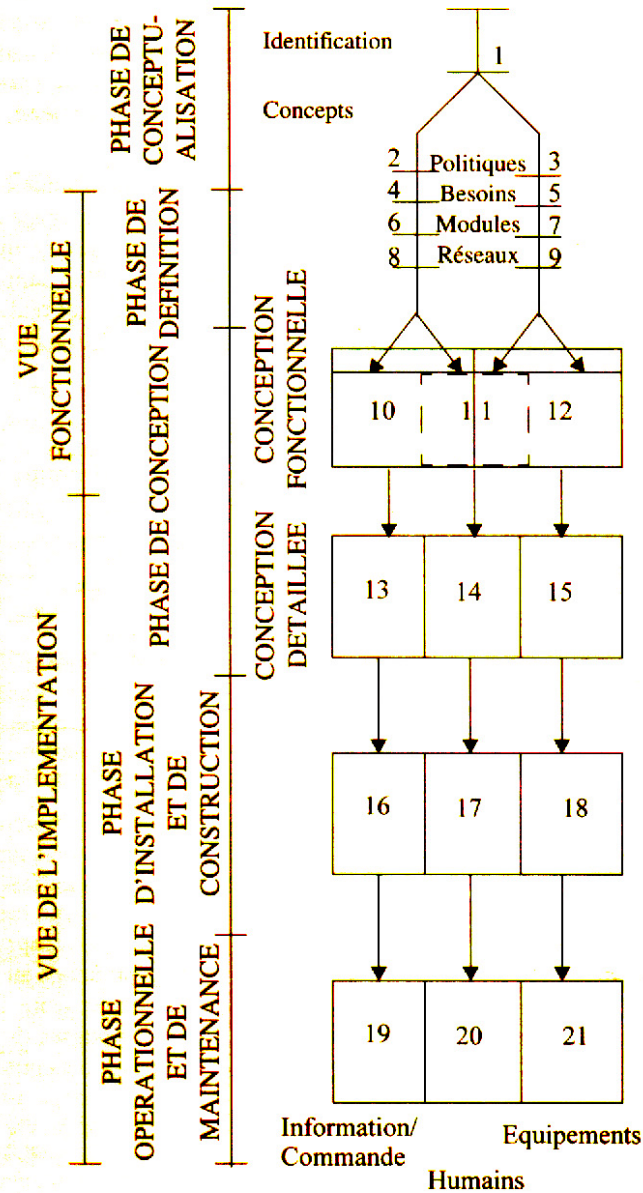 PHASE DE
CONCEPTU-
ALISATION
Identification
1
Concepts
2 Politiques 3
4 Besoins 5
6 Modules 7
8 Réseaux 9
VUE
FONCTIONNELLE
PHASE DE
DEFINITION
PHASE DE CONCEPTION
CONCEPTION
FONCTIONNELLE
10 11 12
CONCEPTION
DETAILLEE
13 14 15
VUE DE L'IMPLEMENTATION
PHASE
D'INSTALLATION
ET DE
CONSTRUCTION
16 17 18
PHASE
OPERATIONNELLE
ET DE
MAINTENANCE
19 20 21
Information/
Commande
Humains
Equipements